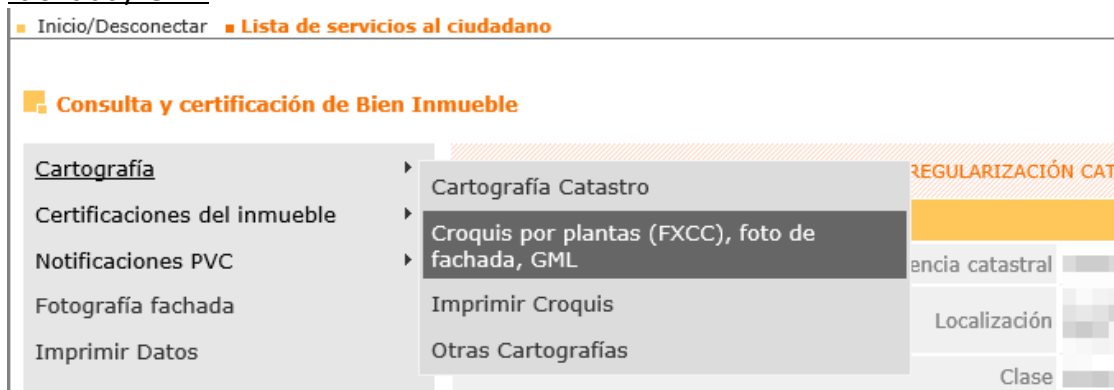 Inicio/Desconectar Lista de servicios al ciudadano
Consulta y certificación de Bien Inmueble
Cartografía
Certificaciones del inmueble
Notificaciones PVC
Fotografía fachada
Imprimir Datos
Cartografía Catastro
Croquis por plantas (FXCC), foto de
fachada, GML
Imprimir Croquis
Otras Cartografías
REGULARIZACIÓN CAT
encia catastral
Localización
Clase